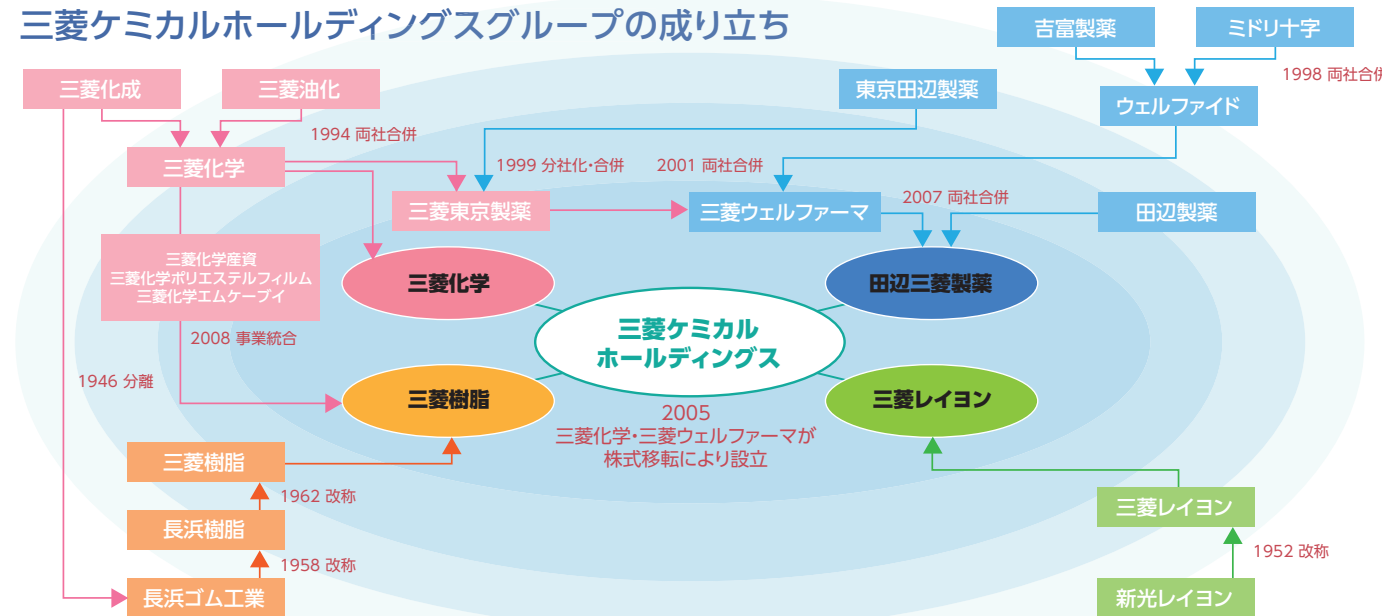 三菱ケミカルホールディングスグループの成り立ち
吉富製薬
ミドリ十字
1998 両社合併
三菱化成
三菱油化
東京田辺製薬
ウェルファイド
1994 両社合併
三菱化学
1999 分社化・合併
2001 両社合併
三菱東京製薬
三菱ウェルファーマ
2007 両社合併
田辺製薬
三菱化学産資
三菱化学ポリエステルフィルム
三菱化学エムケーブイ
三菱化学
田辺三菱製薬
三菱ケミカル
ホールディングス
2008 事業統合
1946 分離
三菱樹脂
三菱レイヨン
2005
三菱化学・三菱ウェルファーマが
株式移転により設立
三菱樹脂
1962 改称
長浜樹脂
1958 改称
長浜ゴム工業
三菱レイヨン
1952 改称
新光レイヨン